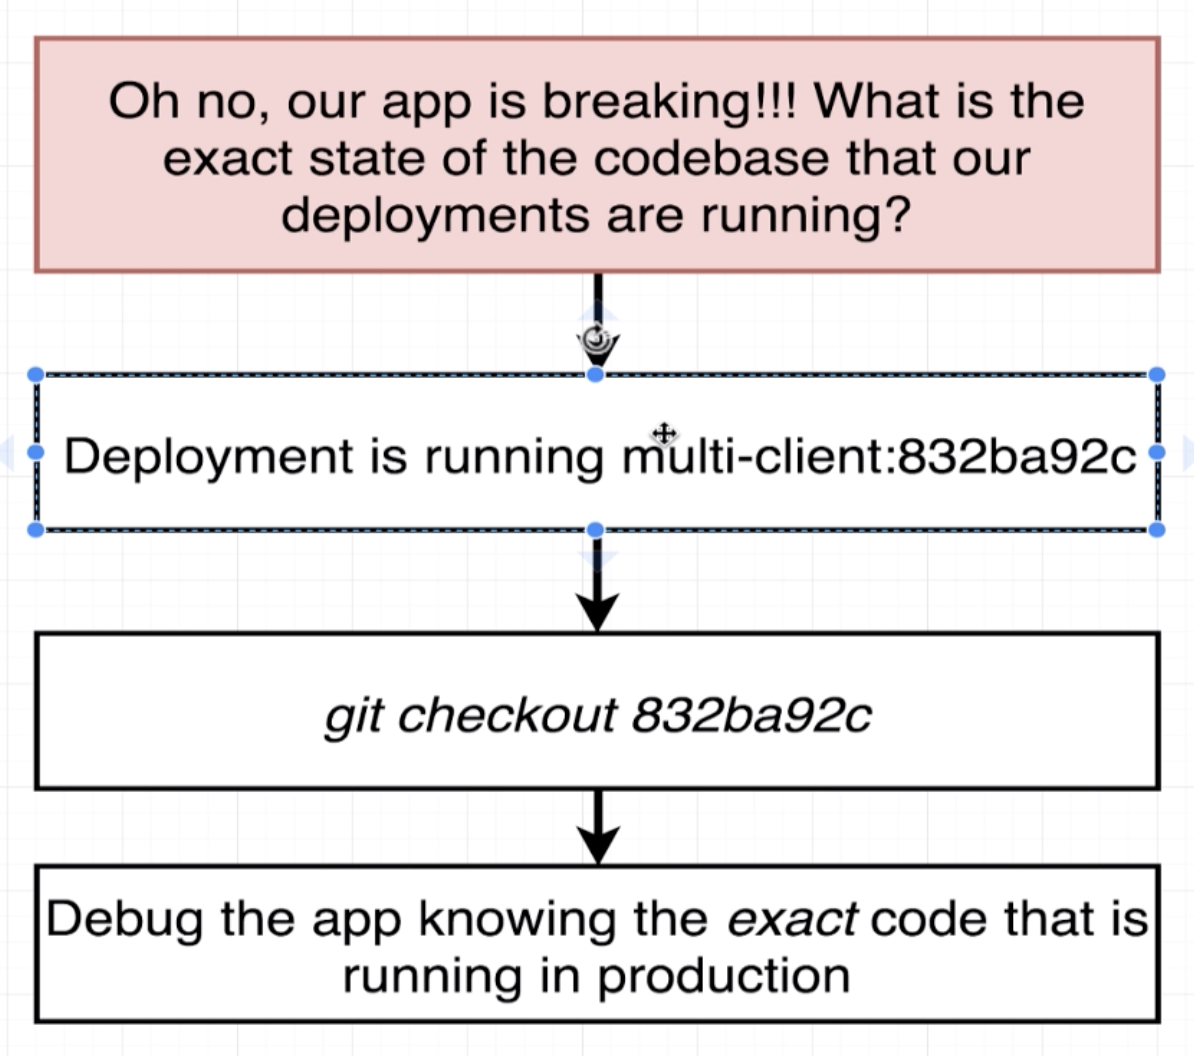 Oh no, our app is breaking!!! What is the
exact state of the codebase that our
deployments are running?
Deployment is running multi-client:832ba92c
git checkout 832ba92c
Debug the app knowing the exact code that is
running in production